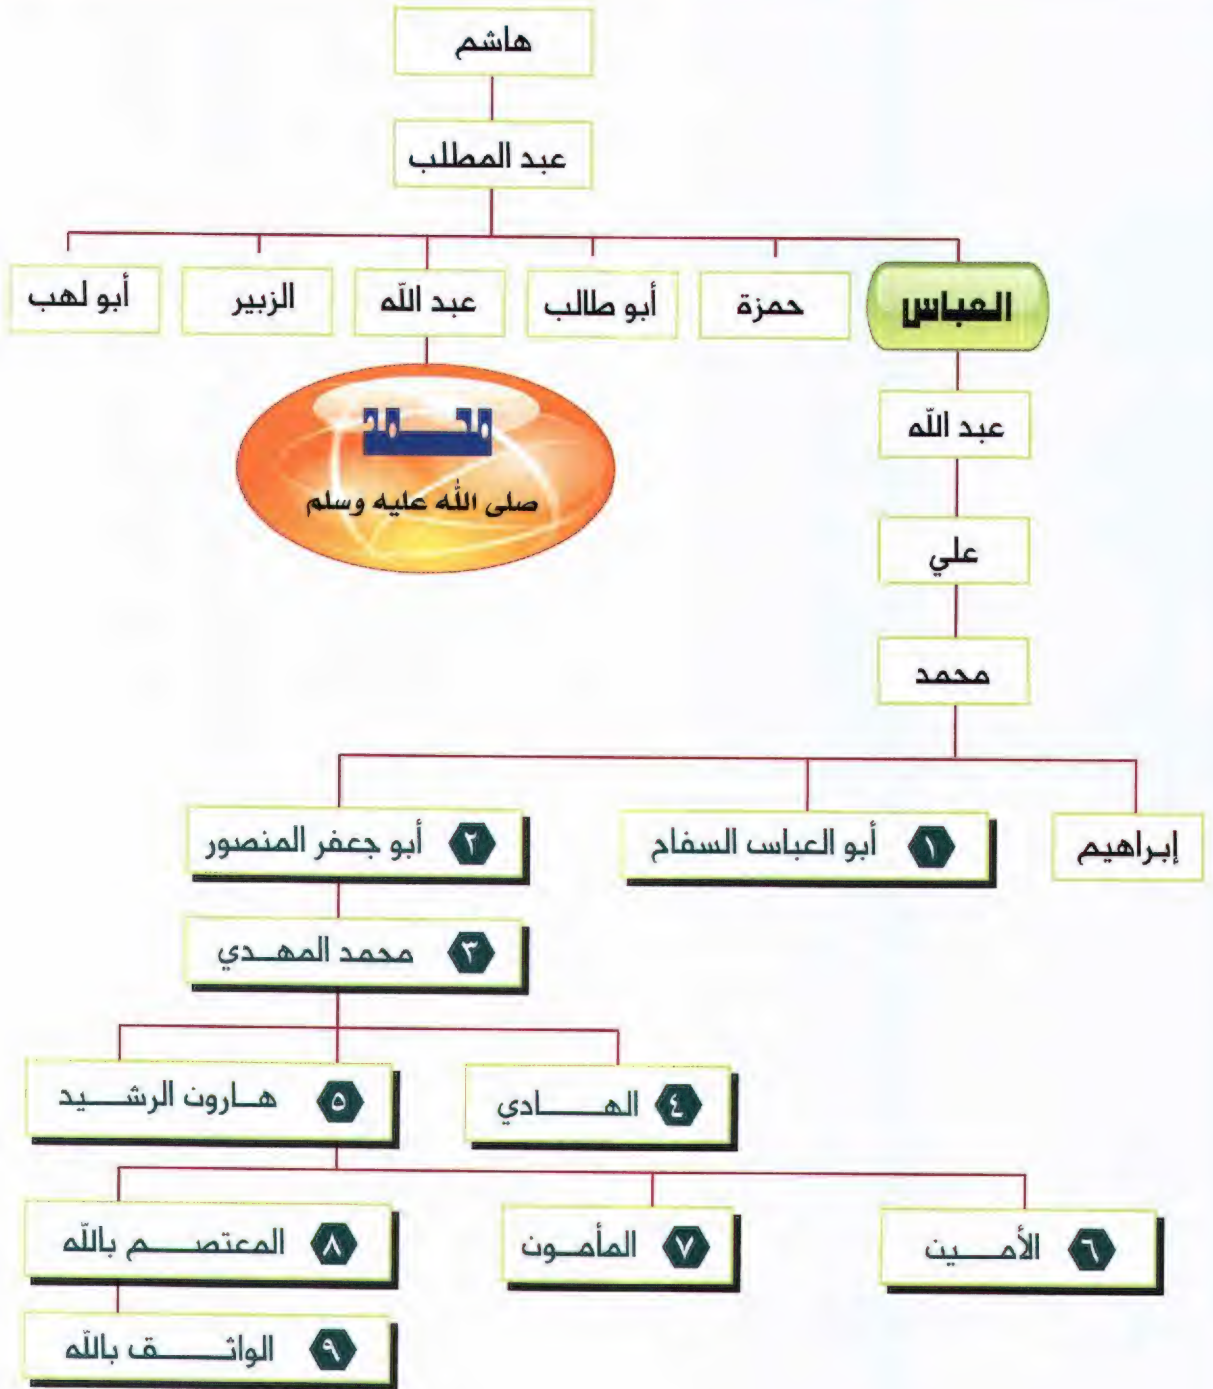 هاشم
عبد المطلب
العباس
حمزة
أبو طالب
عبد الله
الزبير
أبو لهب
محمد
صلى الله عليه وسلم
عبد الله
علي
محمد
إبراهيم
١ أبو العباس السفاح
٢ أبو جعفر المنصور
٣ محمد المهدي
٤ الهادي
٥ هارون الرشيد
٦ الأمين
٧ المأمون
٨ المعتصم بالله
٩ الواثق بالله